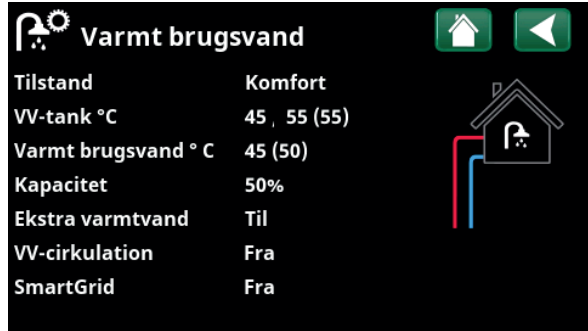 Varmt brugsvand
Tilstand Komfort
VV-tank °C 45 , 55 (55)
Varmt brugsvand ° C 45 (50)
Kapacitet 50%
Ekstra varmtvand Til
VV-cirkulation Fra
SmartGrid Fra